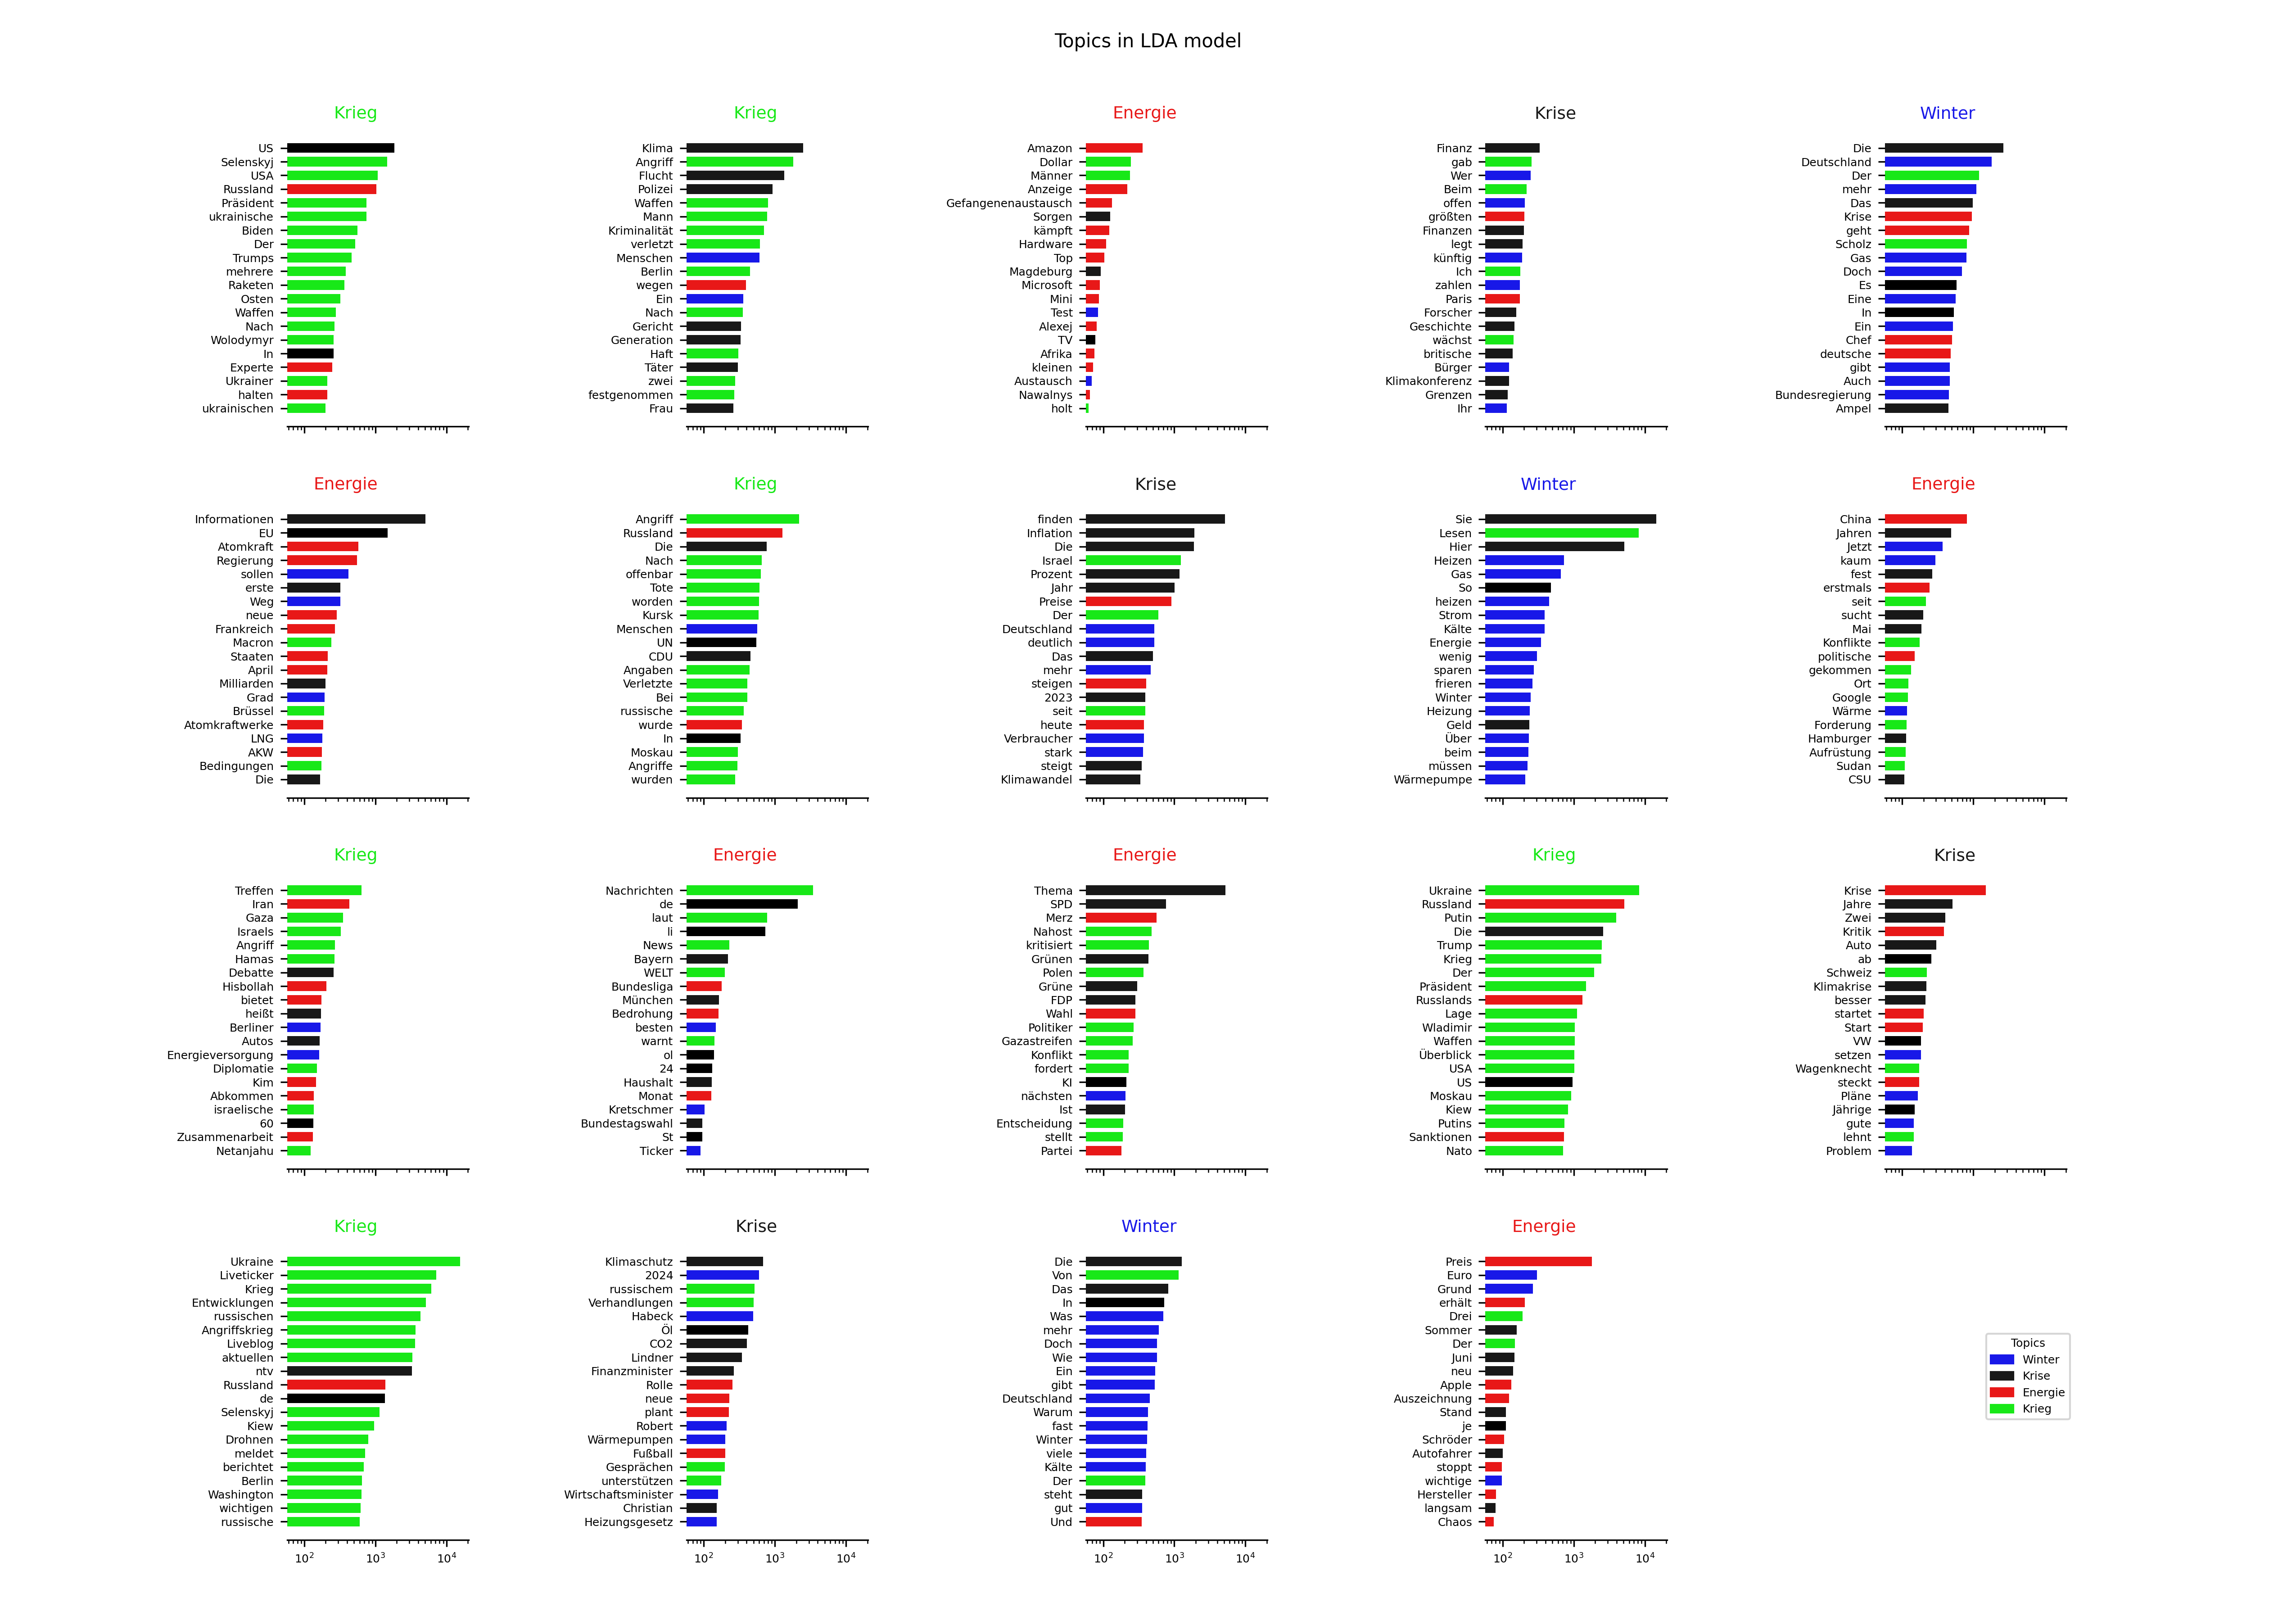 Topics in LDA model
Krieg
US
Selenskyj
USA
Russland
Präsident
ukrainische
Biden
Der
Trumps
mehrere
Raketen
Osten
Waffen
Nach
Wolodymyr
In
Experte
Ukrainer
halten
ukrainischen
Krieg
Klima
Angriff
Flucht
Polizei
Waffen
Mann
Kriminalität
verletzt
Menschen
Berlin
wegen
Ein
Nach
Gericht
Generation
Haft
Täter
zwei
festgenommen
Frau
Energie
Amazon
Dollar
Männer
Anzeige
Gefangenenaustausch
Sorgen
kämpft
Hardware
Top
Magdeburg
Microsoft
Mini
Test
Alexej
TV
Afrika
kleinen
Austausch
Nawalnys
holt
Krise
Finanz
gab
Wer
Beim
offen
größten
Finanzen
legt
künftig
Ich
zahlen
Paris
Forscher
Geschichte
wächst
britische
Bürger
Klimakonferenz
Grenzen
Ihr
Winter
Die
Deutschland
Der
mehr
Das
Krise
geht
Scholz
Gas
Doch
Es
Eine
In
Ein
Chef
deutsche
gibt
Auch
Bundesregierung
Ampel
Energie
Informationen
EU
Atomkraft
Regierung
sollen
erste
Weg
neue
Frankreich
Macron
Staaten
April
Milliarden
Grad
Brüssel
Atomkraftwerke
LNG
AKW
Bedingungen
Die
Krieg
Angriff
Russland
Die
Nach
offenbar
Tote
worden
Kursk
Menschen
UN
CDU
Angaben
Verletzte
Bei
russische
wurde
In
Moskau
Angriffe
wurden
Krise
finden
Inflation
Die
Israel
Prozent
Jahr
Preise
Der
Deutschland
deutlich
Das
mehr
steigen
2023
seit
heute
Verbraucher
stark
steigt
Klimawandel
Winter
Sie
Lesen
Hier
Heizen
Gas
So
heizen
Strom
Kälte
Energie
wenig
sparen
frieren
Winter
Heizung
Geld
Über
beim
müssen
Wärmepumpe
Energie
China
Jahren
Jetzt
kaum
fest
erstmals
seit
sucht
Mai
Konflikte
politische
gekommen
Ort
Google
Wärme
Forderung
Hamburger
Aufrüstung
Sudan
CSU
Krieg
Treffen
Iran
Gaza
Israels
Angriff
Hamas
Debatte
Hisbollah
bietet
heißt
Berliner
Autos
Energieversorgung
Diplomatie
Kim
Abkommen
israelische
60
Zusammenarbeit
Netanjahu
Energie
Nachrichten
de
laut
li
News
Bayern
WELT
Bundesliga
München
Bedrohung
besten
warnt
ol
24
Haushalt
Monat
Kretschmer
Bundestagswahl
St
Ticker
Energie
Thema
SPD
Merz
Nahost
kritisiert
Grünen
Polen
Grüne
FDP
Wahl
Politiker
Gazastreifen
Konflikt
fordert
KI
nächsten
Ist
Entscheidung
stellt
Partei
Krieg
Ukraine
Russland
Putin
Die
Trump
Krieg
Der
Präsident
Russlands
Lage
Wladimir
Waffen
Überblick
USA
US
Moskau
Kiew
Putins
Sanktionen
Nato
Krise
Krise
Jahre
Zwei
Kritik
Auto
ab
Schweiz
Klimakrise
besser
startet
Start
VW
setzen
Wagenknecht
steckt
Pläne
Jährige
gute
lehnt
Problem
Krieg
Ukraine
Liveticker
Krieg
Entwicklungen
russischen
Angriffskrieg
Liveblog
aktuellen
ntv
Russland
de
Selenskyj
Kiew
Drohnen
meldet
berichtet
Berlin
Washington
wichtigen
russische
10² 10³ 10⁴
Krise
Klimaschutz
2024
russischem
Verhandlungen
Habeck
Öl
CO2
Lindner
Finanzminister
Rolle
neue
plant
Robert
Wärmepumpen
Fußball
Gesprächen
unterstützen
Wirtschaftsminister
Christian
Heizungsgesetz
10² 10³ 10⁴
Winter
Die
Von
Das
In
Was
mehr
Doch
Wie
Ein
gibt
Deutschland
Warum
fast
Winter
viele
Kälte
Der
steht
gut
Und
10² 10³ 10⁴
Energie
Preis
Euro
Grund
erhält
Drei
Sommer
Der
Juni
neu
Apple
Auszeichnung
Stand
je
Schröder
Autofahrer
stoppt
wichtige
Hersteller
langsam
Chaos
10² 10³ 10⁴
Topics
Winter
Krise
Energie
Krieg